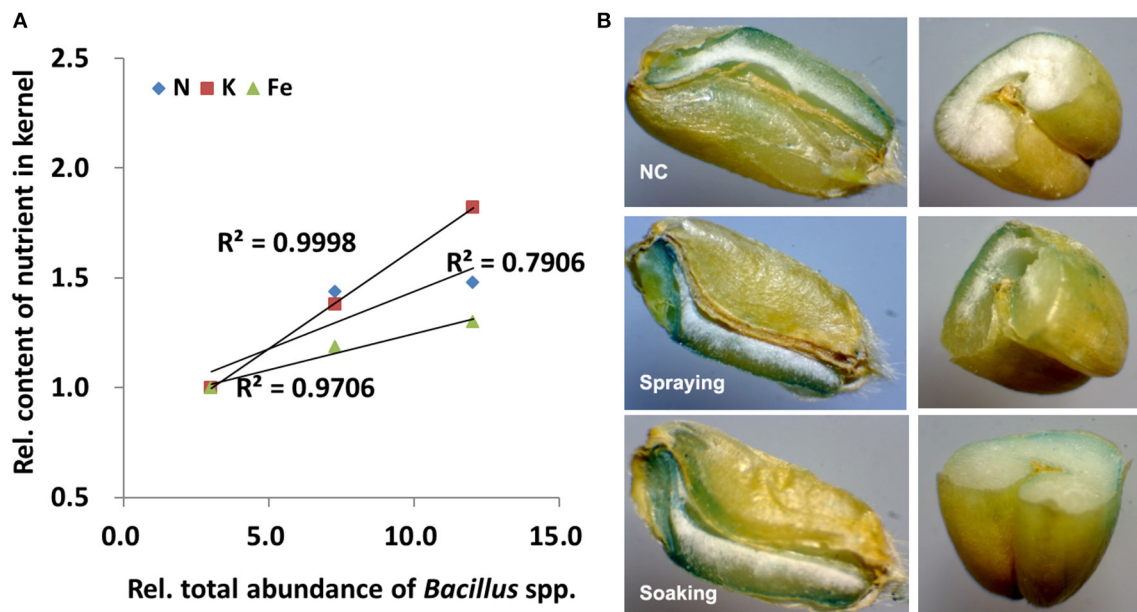 A
Rel. content of nutrient in kernel
2.5
2.0
1.5
1.0
0.5
N K Fe
R² = 0.9998
R² = 0.7906
R² = 0.9706
0.0 5.0 10.0 15.0
Rel. total abundance of Bacillus spp.
B
NC
Spraying
Soaking